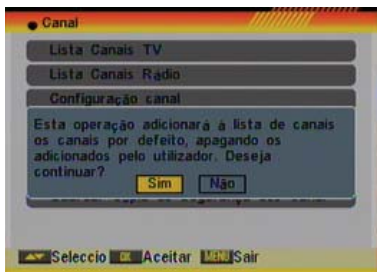 Canal
Lista Canais TV
Lista Canais Rádio
Configuração canal
Esta operação adicionará á lista de canais
os canais por defeito, apagando os
adicionados pelo utilizador. Deseja
continuar?
Sim Não
Seleccio OK Aceitar MENU Sair